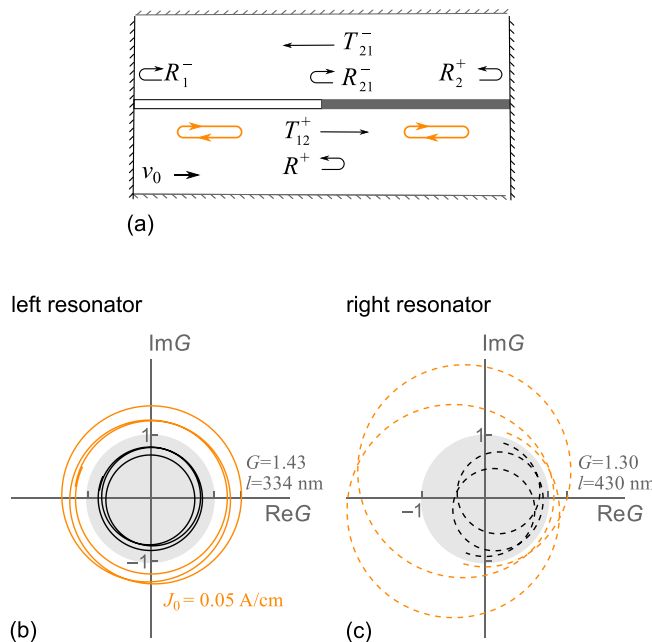 T₂₁⁻
R₁⁻ R₂₁⁻ R₂⁺
T₁₂⁺
R⁺
v₀
(a)
left resonator right resonator
ImG ImG
1 1
G=1.43 G=1.30
l=334 nm l=430 nm
ReG −1 ReG
−1 −1
J₀ = 0.05 A/cm
(b) (c)